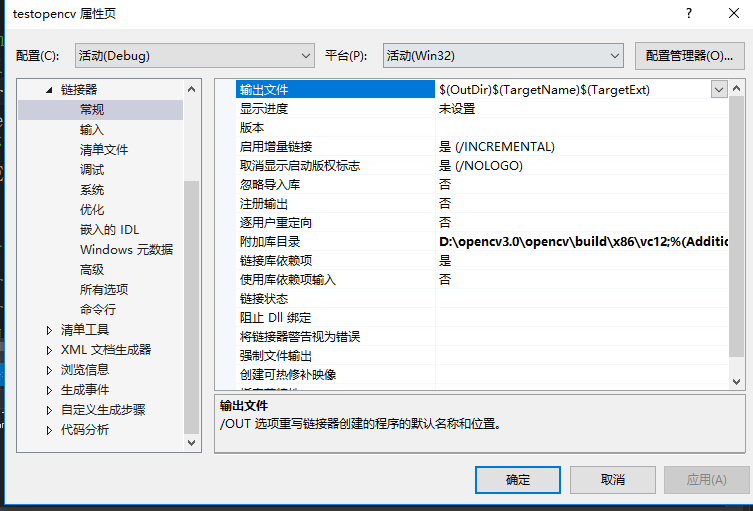 testopencv 属性页
配置(C): 活动(Debug) 平台(P): 活动(Win32) 配置管理器(O)...
链接器
常规
输入
清单文件
调试
系统
优化
嵌入的 IDL
Windows 元数据
高级
所有选项
命令行
清单工具
XML 文档生成器
浏览信息
生成事件
自定义生成步骤
代码分析
输出文件 $(OutDir)$(TargetName)$(TargetExt)
显示进度 未设置
版本
启用增量链接 是 (/INCREMENTAL)
取消显示启动版权标志 是 (/NOLOGO)
忽略导入库 否
注册输出 否
逐用户重定向 否
附加库目录 D:\opencv3.0\opencv\build\x86\vc12;%(Additic
链接库依赖项 是
使用库依赖项输入 否
链接状态
阻止 Dll 绑定
将链接器警告视为错误
强制文件输出
创建可热修补映像
输出文件
/OUT 选项重写链接器创建的程序的默认名称和位置。
确定 取消 应用(A)